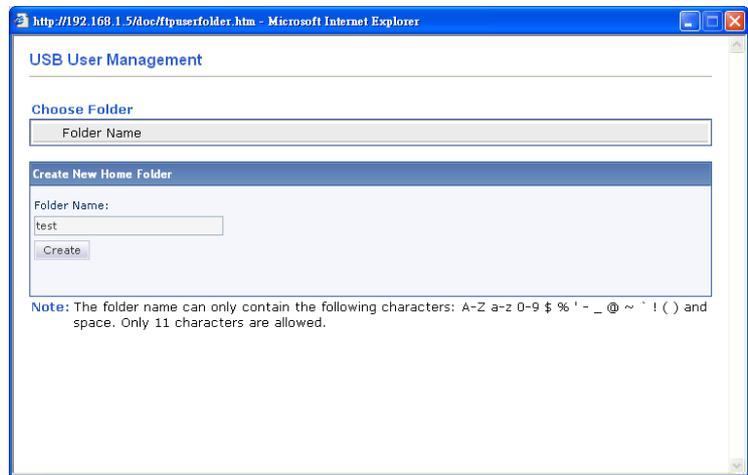 http://192.168.1.5/doc/ftpuserfolder.htm - Microsoft Internet Explorer
USB User Management
Choose Folder
Folder Name
Create New Home Folder
Folder Name:
test
Create
Note: The folder name can only contain the following characters: A-Z a-z 0-9 $ % ' - _ @ ~ ` ! ( ) and
space. Only 11 characters are allowed.